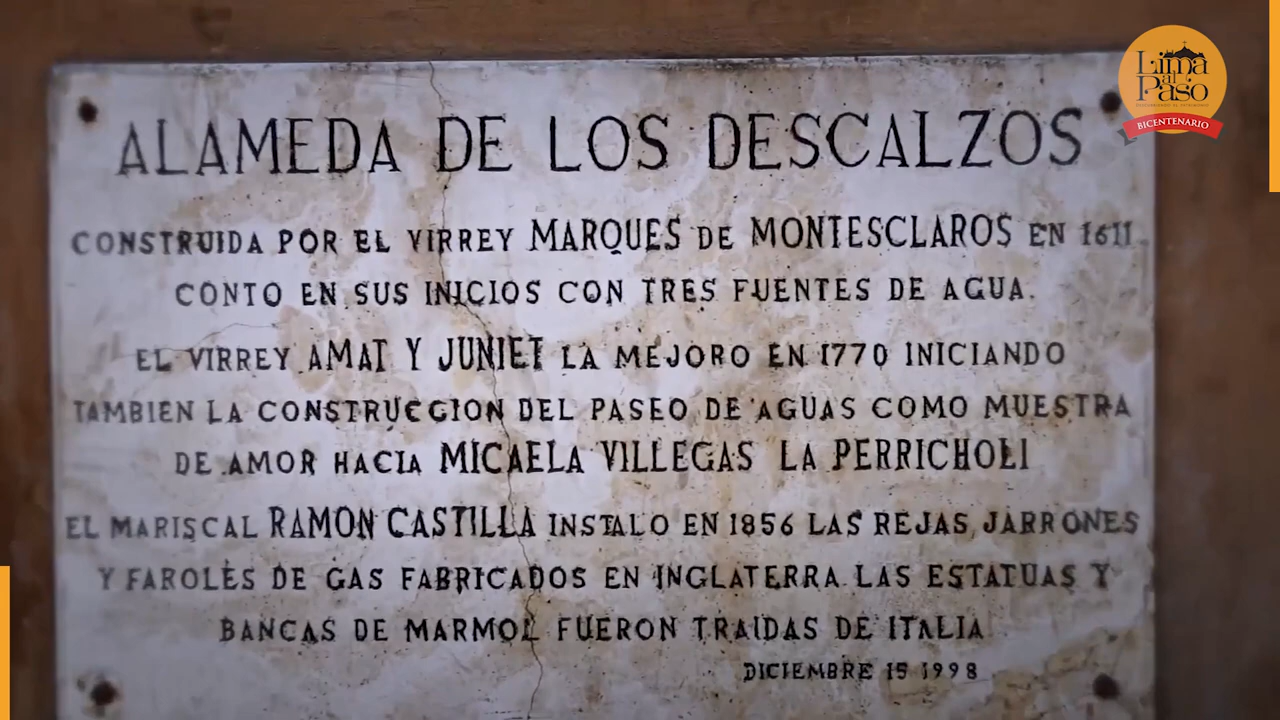 Lima
al
Paso
BICENTENARIO
ALAMEDA DE LOS DESCALZOS
CONSTRUIDA POR EL VIRREY MARQUES DE MONTESCLAROS EN 1611
CONTO EN SUS INICIOS CON TRES FUENTES DE AGUA.
EL VIRREY AMAT Y JUNIET LA MEJORO EN 1770 INICIANDO
TAMBIEN LA CONSTRUCCION DEL PASEO DE AGUAS COMO MUESTRA
DE AMOR HACIA MICAELA VILLEGAS LA PERRICHOLI
EL MARISCAL RAMON CASTILLA INSTALO EN 1856 LAS REJAS, JARRONES
Y FAROLES DE GAS FABRICADOS EN INGLATERRA. LAS ESTATUAS Y
BANCAS DE MARMOL FUERON TRAIDAS DE ITALIA
DICIEMBRE 15 1998